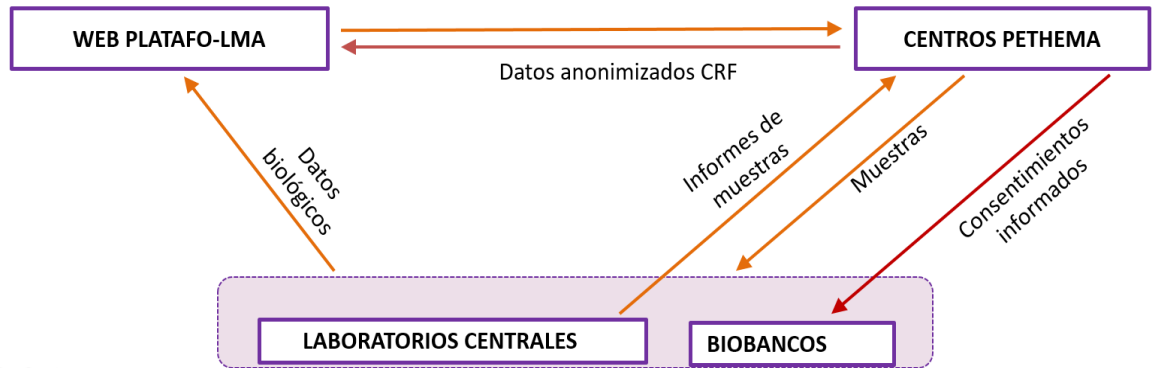 WEB PLATAFO-LMA
CENTROS PETHEMA
Datos anonimizados CRF
Datos
biológicos
Informes de
muestras
Muestras
Consentimientos
informados
LABORATORIOS CENTRALES
BIOBANCOS